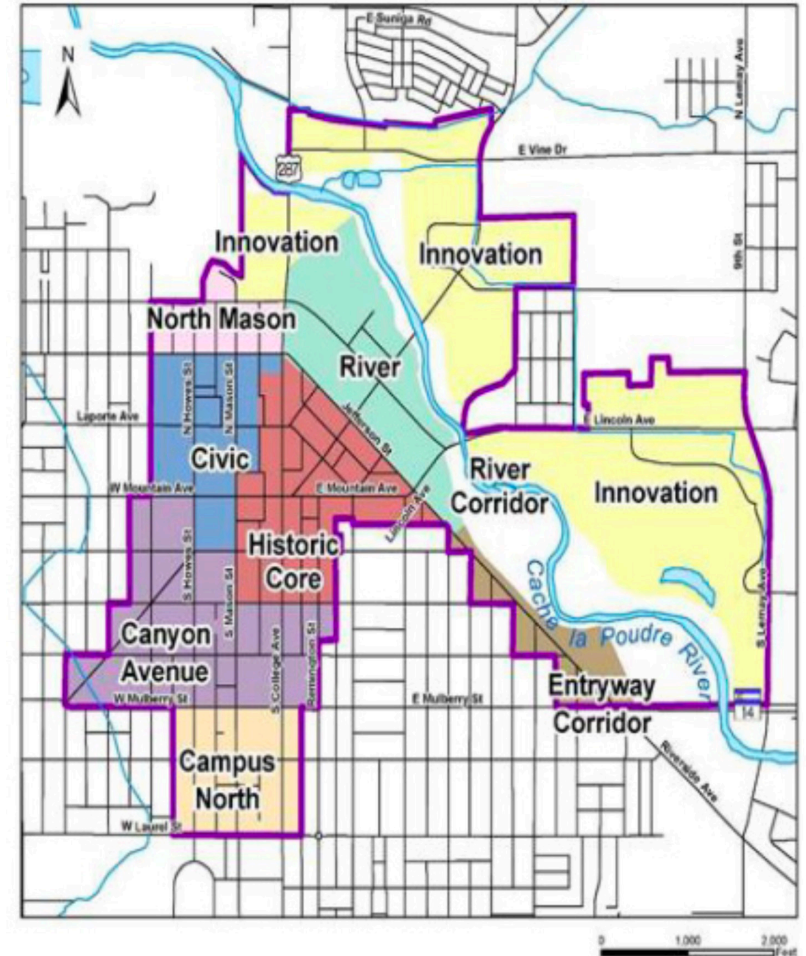 E Suniga Rd
N Lemay Ave
N
E Vine Dr
287
9th St
Innovation
Innovation
North Mason
River
N Howes St
N Mason St
Jefferson St
Laporte Ave
E Lincoln Ave
Civic
River
Corridor
Innovation
W Mountain Ave
E Mountain Ave
Lincoln Ave
Historic
Core
S Howes St
S Mason St
Cache la Poudre River
S Lemay Ave
Canyon
Avenue
S College Ave
Remington St
W Mulberry St
E Mulberry St
Entryway
Corridor
14
Campus
North
Riverside Ave
W Laurel St
0 1,000 2,000
Feet